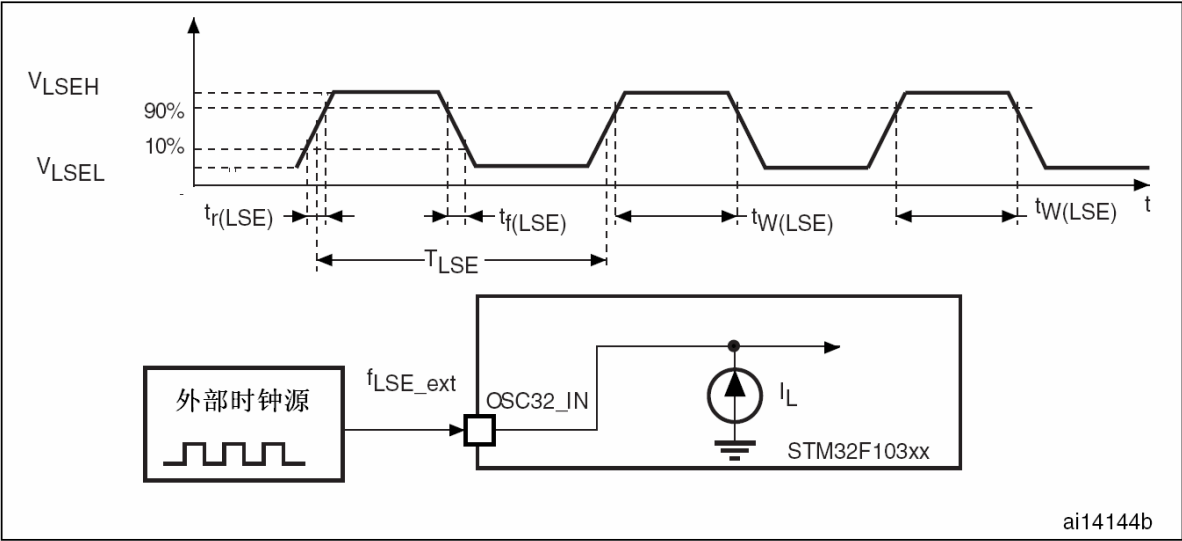 VLSEH
90%
10%
VLSEL
tr(LSE)
tf(LSE)
tW(LSE)
tW(LSE)
t
TLSE
外部时钟源
fLSE_ext
OSC32_IN
IL
STM32F103xx
ai14144b